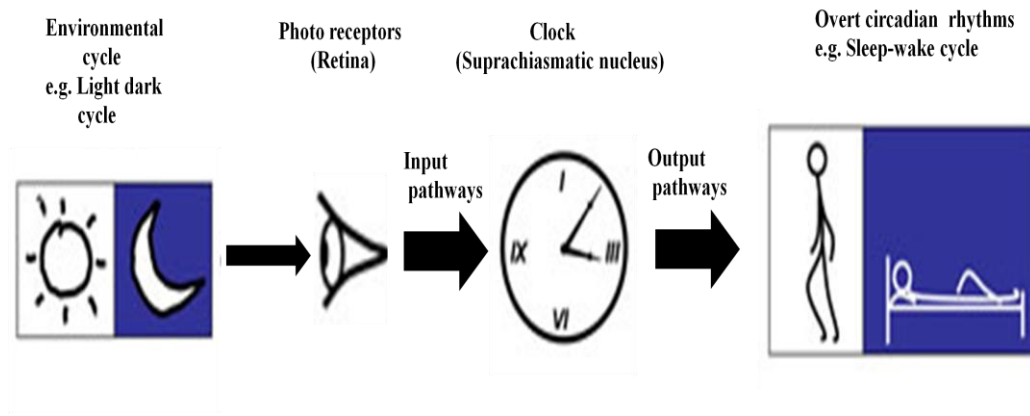 Environmental
cycle
e.g. Light dark
cycle
Photo receptors
(Retina)
Clock
(Suprachiasmatic nucleus)
Overt circadian rhythms
e.g. Sleep-wake cycle
Input
pathways
Output
pathways
I
IX III
VI